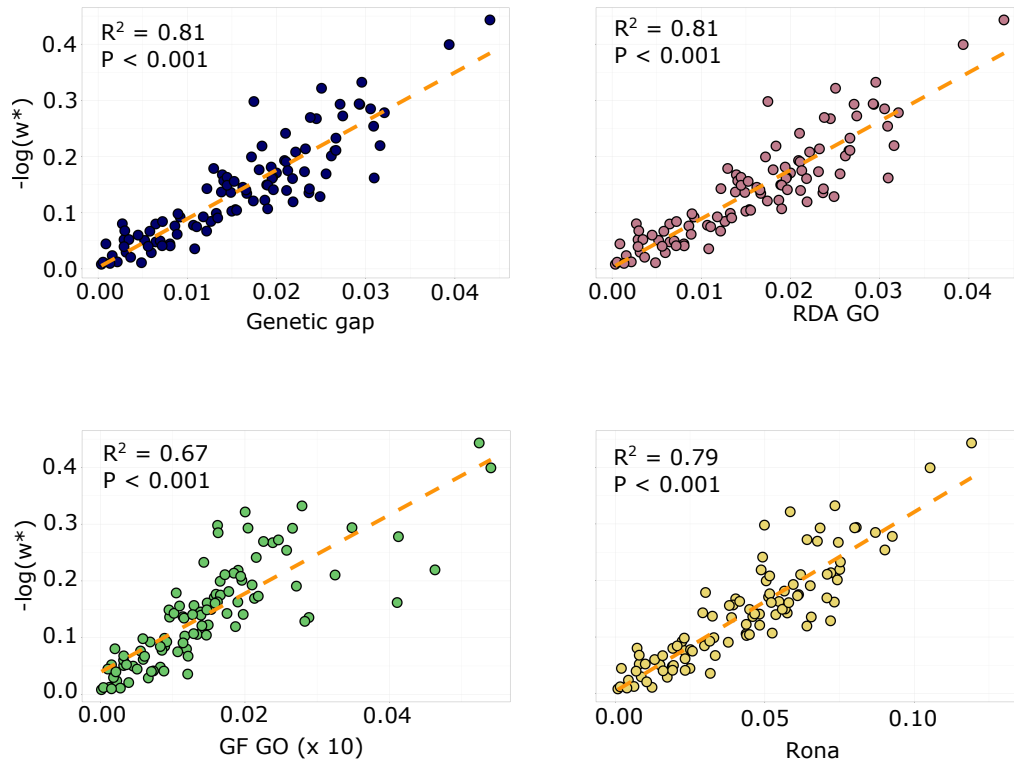 R² = 0.81
P < 0.001
-log(w*)
0.4
0.3
0.2
0.1
0.0
0.00 0.01 0.02 0.03 0.04
Genetic gap
R² = 0.81
P < 0.001
0.00 0.01 0.02 0.03 0.04
RDA GO
R² = 0.67
P < 0.001
-log(w*)
0.4
0.3
0.2
0.1
0.0
0.00 0.02 0.04
GF GO (x 10)
R² = 0.79
P < 0.001
0.00 0.05 0.10
Rona